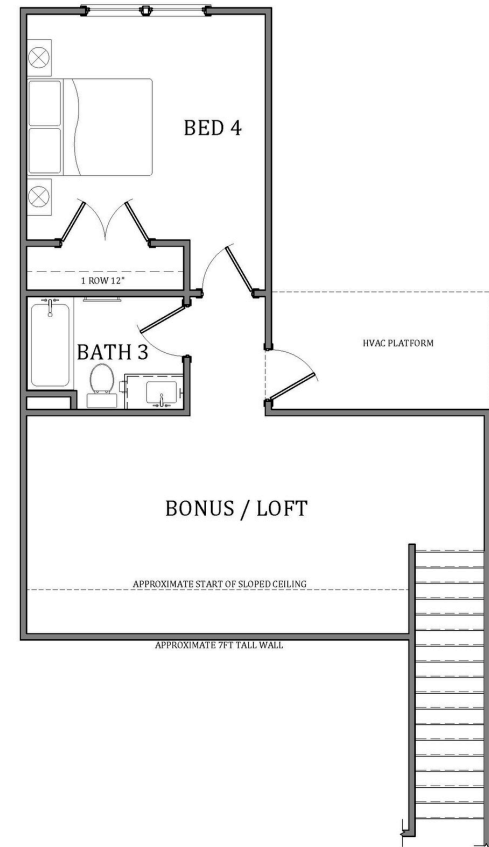 BED 4
1 ROW 12"
HVAC PLATFORM
BATH 3
BONUS / LOFT
APPROXIMATE START OF SLOPED CEILING
APPROXIMATE 7FT TALL WALL